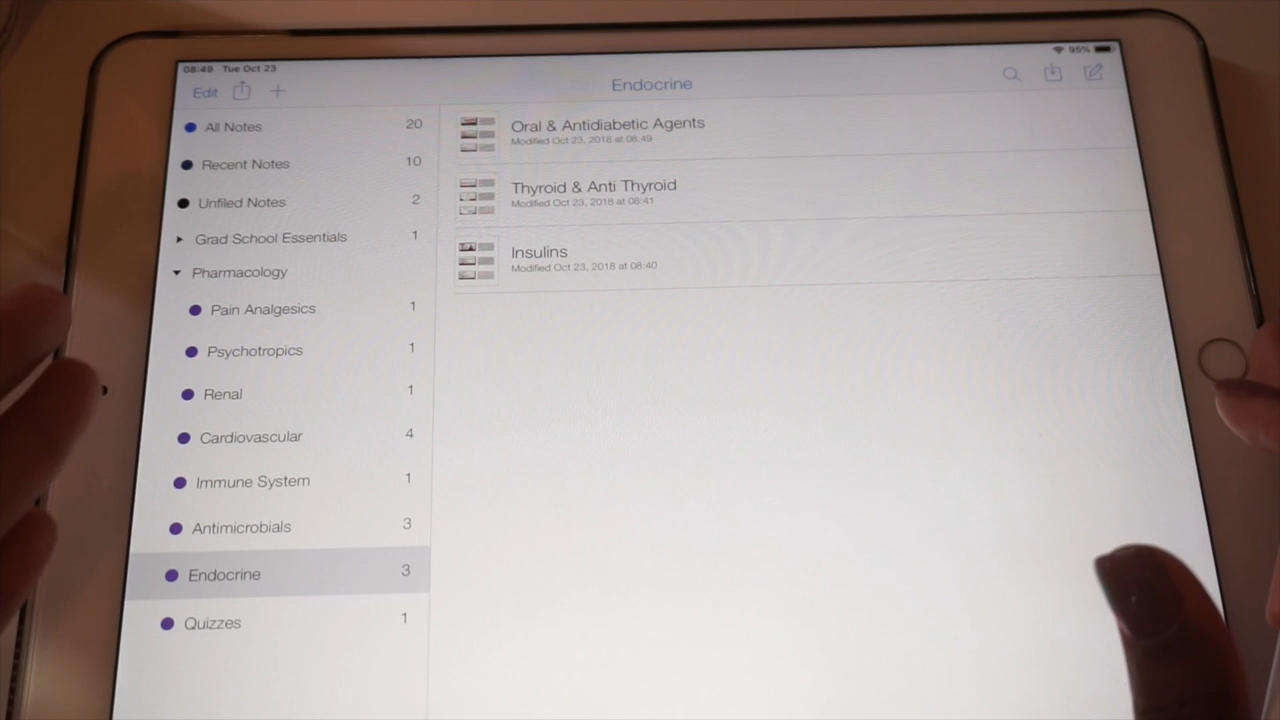 08:49 Tue Oct 23
95%
Edit
Endocrine
All Notes 20
Recent Notes 10
Unfiled Notes 2
Grad School Essentials 1
Pharmacology
Pain Analgesics 1
Psychotropics 1
Renal 1
Cardiovascular 4
Immune System 1
Antimicrobials 3
Endocrine 3
Quizzes 1
Oral & Antidiabetic Agents
Modified Oct 23, 2018 at 08:49
Thyroid & Anti Thyroid
Modified Oct 23, 2018 at 08:41
Insulins
Modified Oct 23, 2018 at 08:40